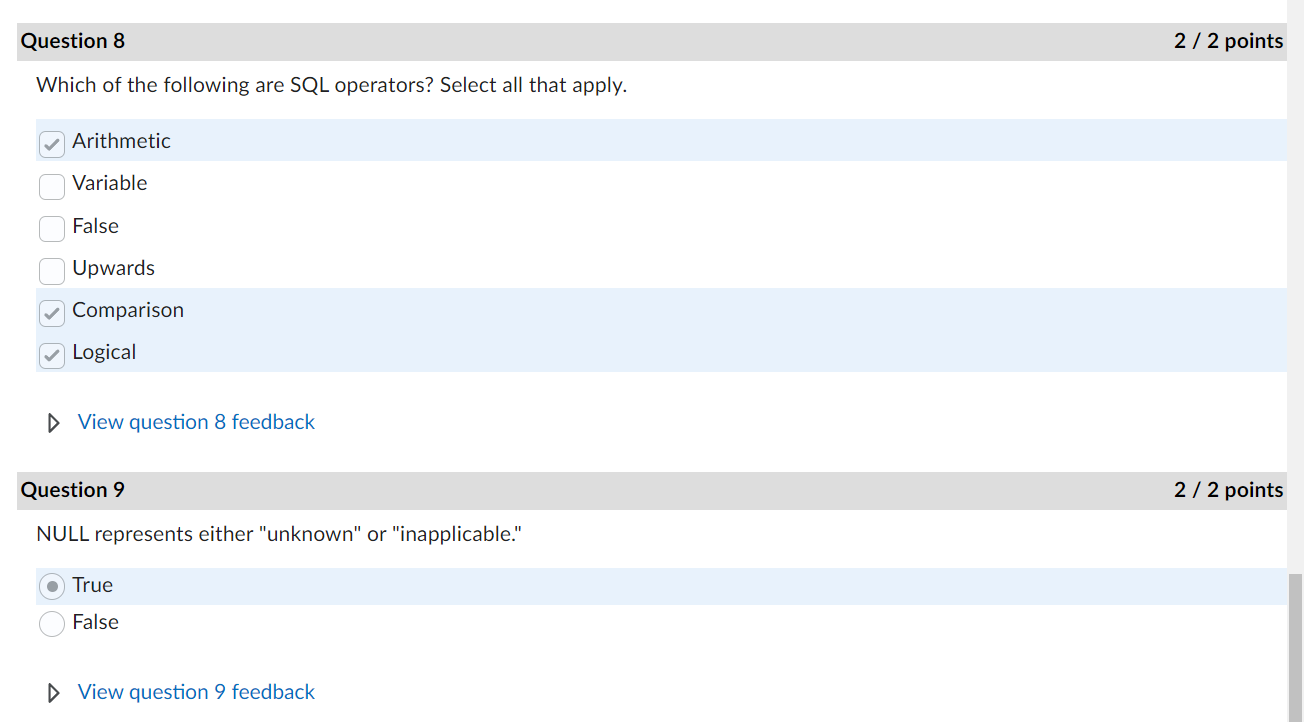 Question 8 2 / 2 points
Which of the following are SQL operators? Select all that apply.
Arithmetic
Variable
False
Upwards
Comparison
Logical
View question 8 feedback
Question 9 2 / 2 points
NULL represents either "unknown" or "inapplicable."
True
False
View question 9 feedback